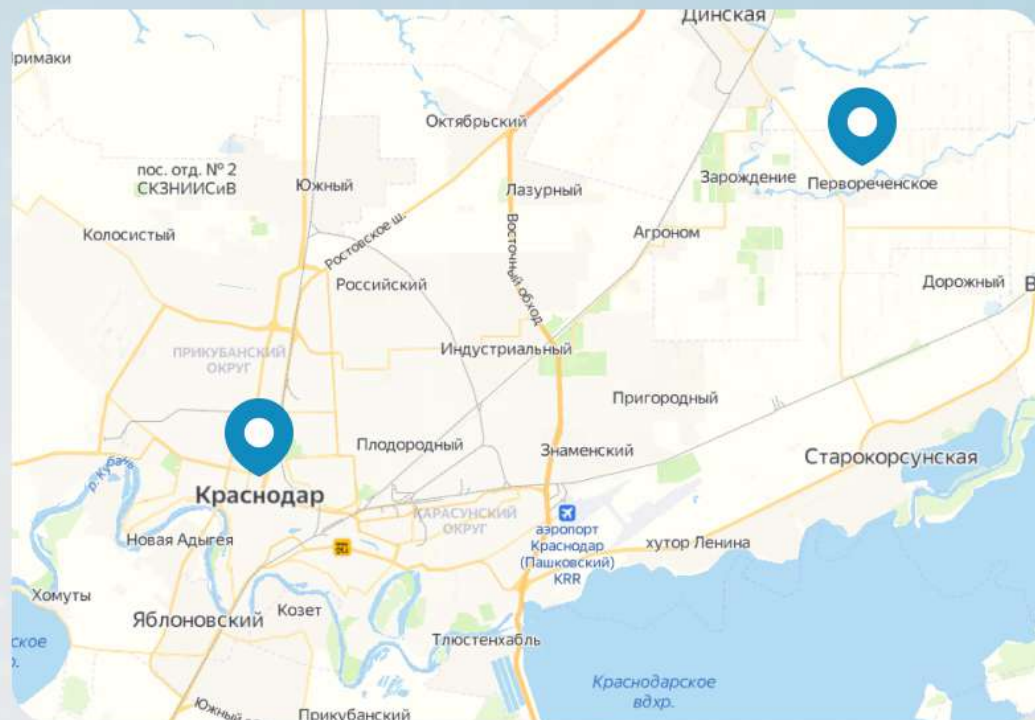 Динская
Октябрьский
пос. отд. № 2
СКЗНИИСиВ
Южный
Лазурный
Зарождение
Первореченское
Колосистый
Ростовское ш.
Восточный обход
Агроном
Российский
Дорожный
В
ПРИКУБАНСКИЙ
ОКРУГ
Индустриальный
Пригородный
Плодородный
Знаменский
Старокорсунская
р. Кубань
Краснодар
КАРАСУНСКИЙ
ОКРУГ
аэропорт
Краснодар
(Пашковский)
KRR
Новая Адыгея
хутор Ленина
Хомуты
Яблоновский
Козет
Тлюстенхабль
ское
Краснодарское
вдхр.
Прикубанский